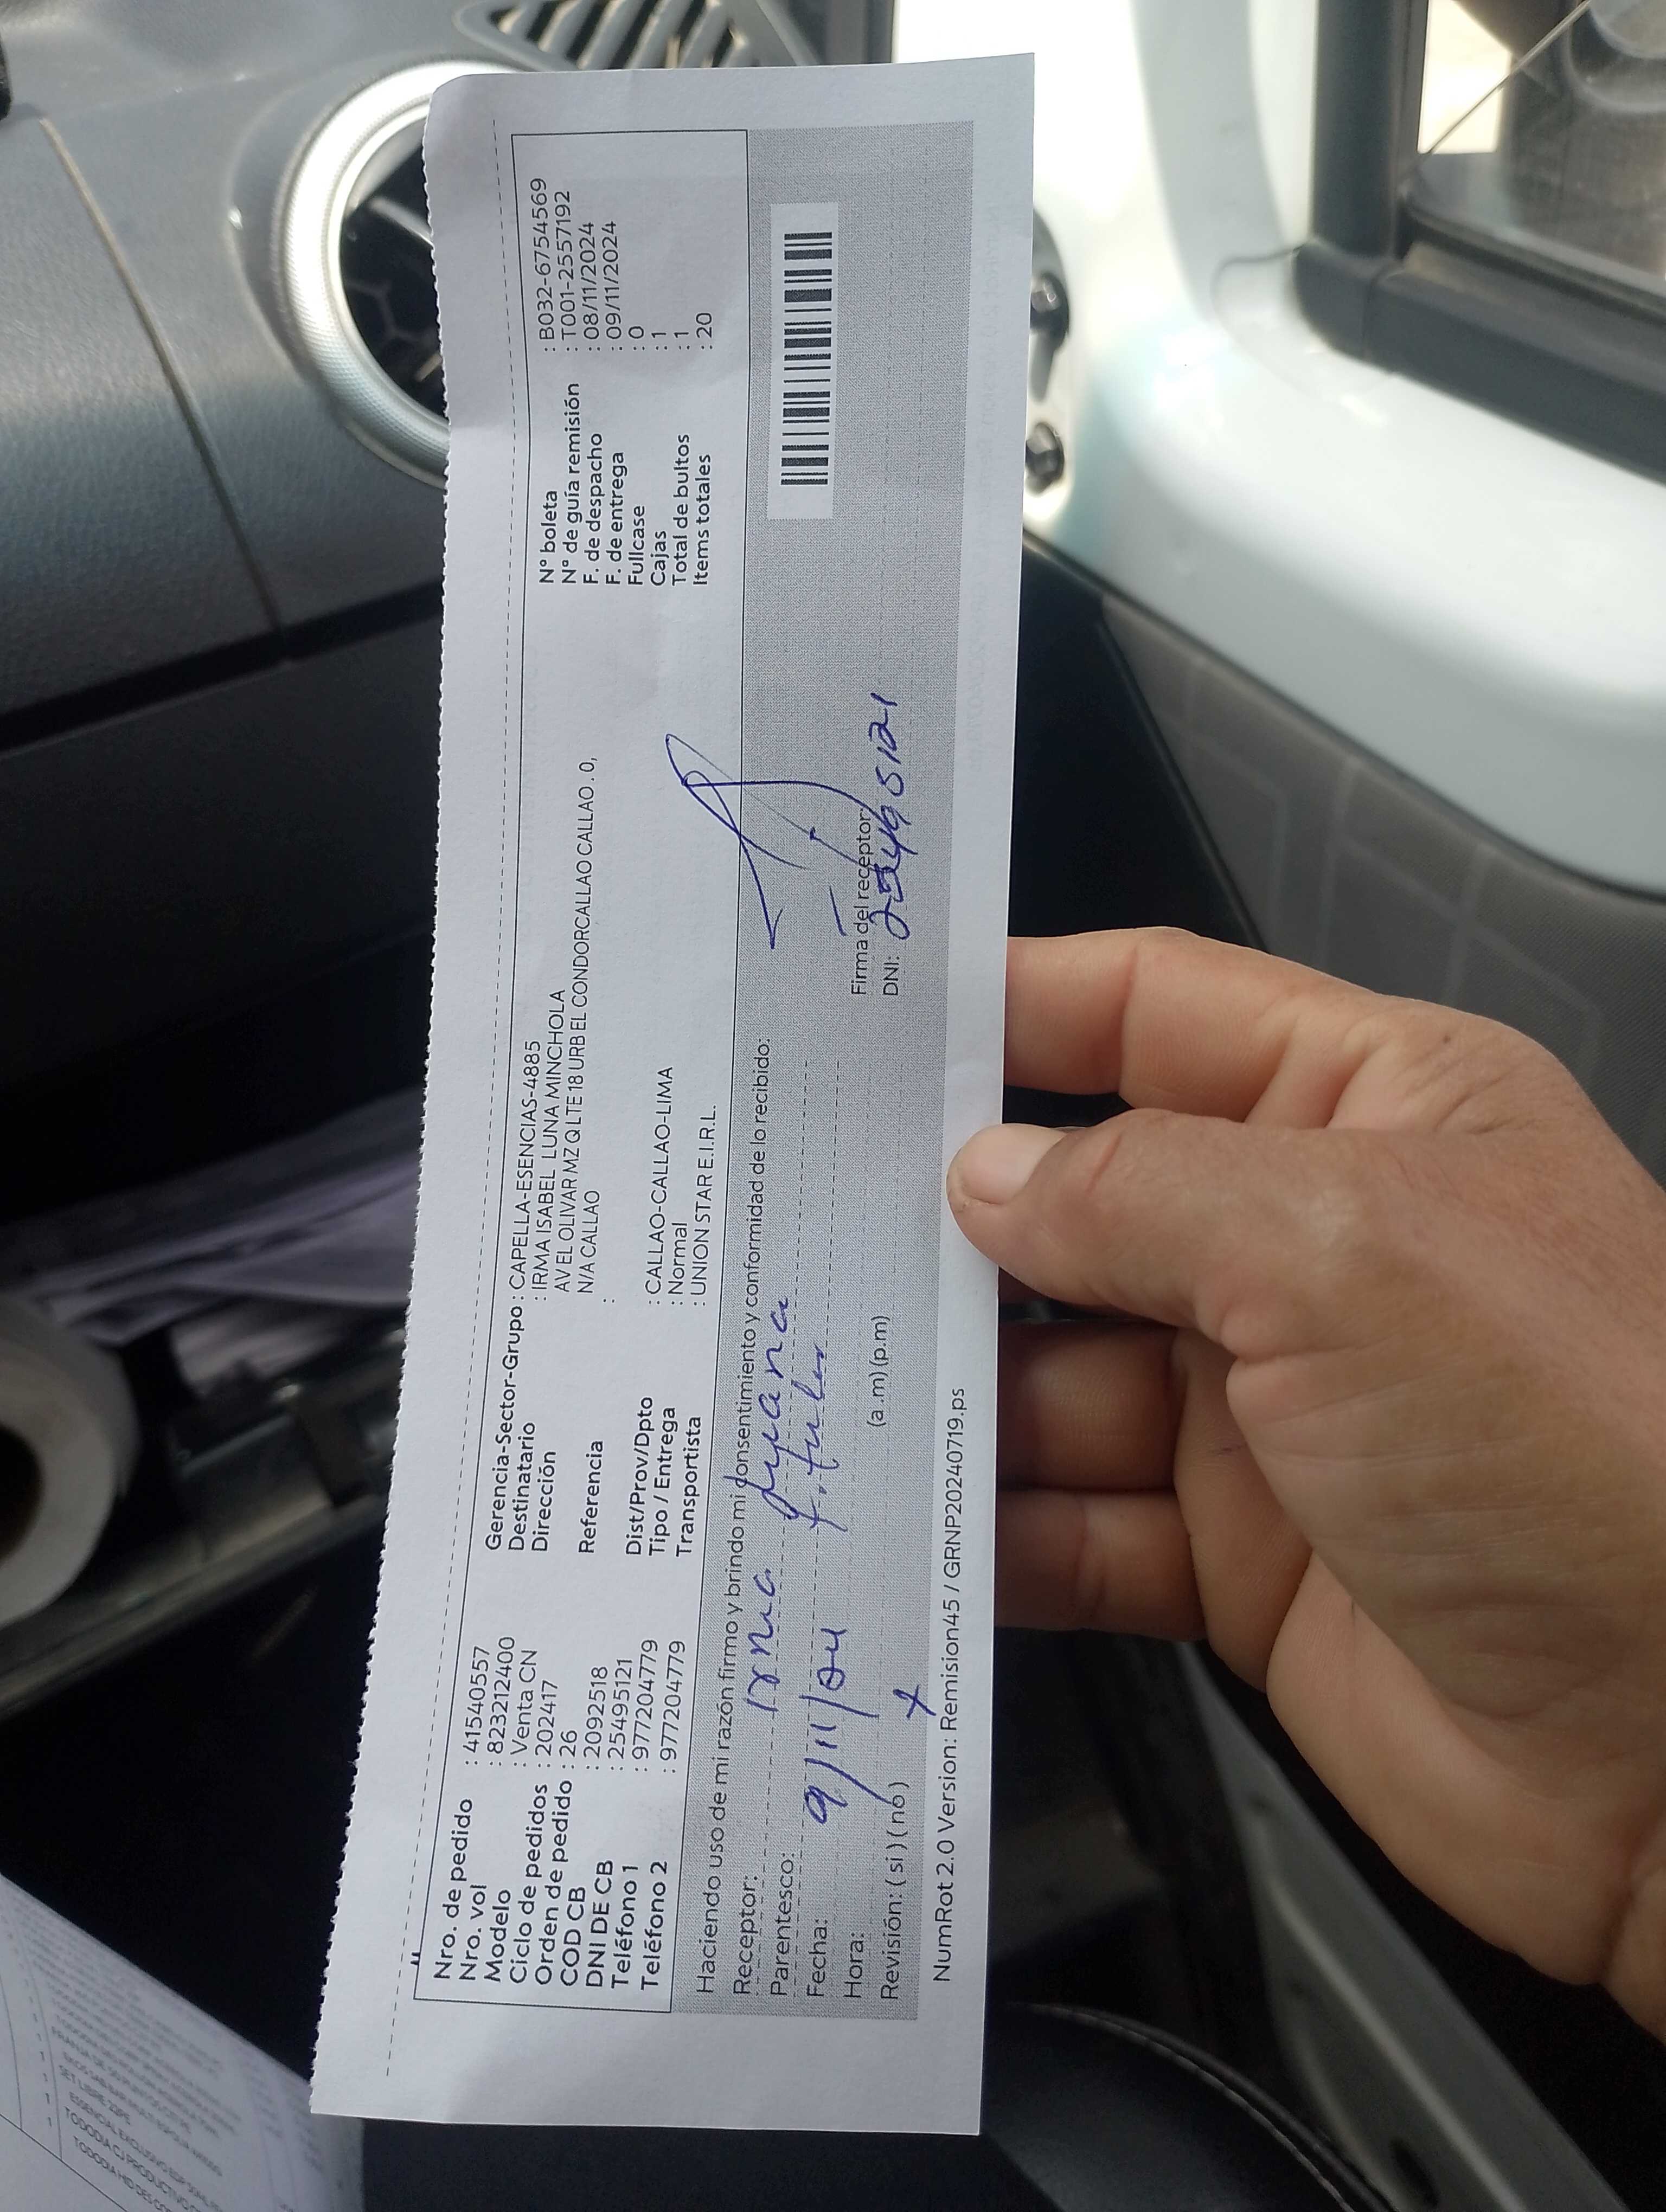 Nro. de pedido : 41540557
Nro. vol : 823212400
Modelo : Venta CN
Ciclo de pedidos : 202417
Orden de pedido : 26
COD CB : 2092518
DNI DE CB : 25495121
Teléfono 1 : 977204779
Teléfono 2 : 977204779
Gerencia-Sector-Grupo : CAPELLA-ESENCIAS-4885
Destinatario : IRMA ISABEL LUNA MINCHOLA
Dirección AV EL OLIVAR MZ Q LTE 18 URB EL CONDORCALLAO CALLAO . 0,
N/A CALLAO
Referencia :
Dist/Prov/Dpto : CALLAO-CALLAO-LIMA
Tipo / Entrega : Normal
Transportista : UNION STAR E.I.R.L.
N° boleta : B032-6754569
N° de guía remisión : T001-2557192
F. de despacho : 08/11/2024
F. de entrega : 09/11/2024
Fullcase : 0
Cajas : 1
Total de bultos : 1
Items totales : 20
Haciendo uso de mi razón firmo y brindo mi consentimiento y conformidad de lo recibido:
Receptor: Irma
Parentesco:
Fecha: 9/11/24
Hora: (a .m) (p.m)
Revisión: ( si ) ( no )
Firma del receptor
DNI: 25495121
NumRot 2.0 Version: Remision45 / GRNP20240719.ps
SET LIBRE 23PE